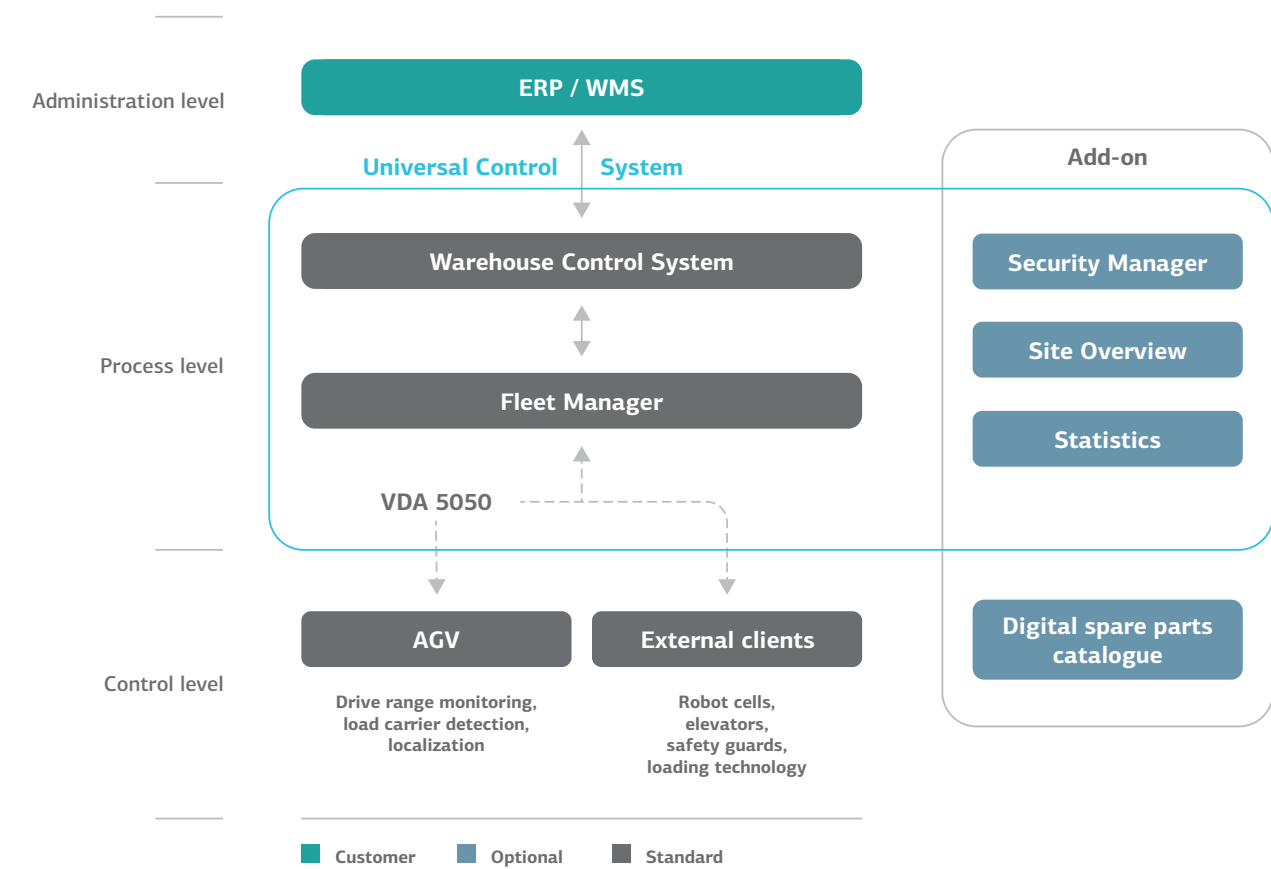 Administration level
ERP / WMS
Universal Control System
Add-on
Process level
Warehouse Control System
Security Manager
Site Overview
Fleet Manager
Statistics
VDA 5050
Control level
AGV
External clients
Digital spare parts
catalogue
Drive range monitoring,
load carrier detection,
localization
Robot cells,
elevators,
safety guards,
loading technology
Customer
Optional
Standard